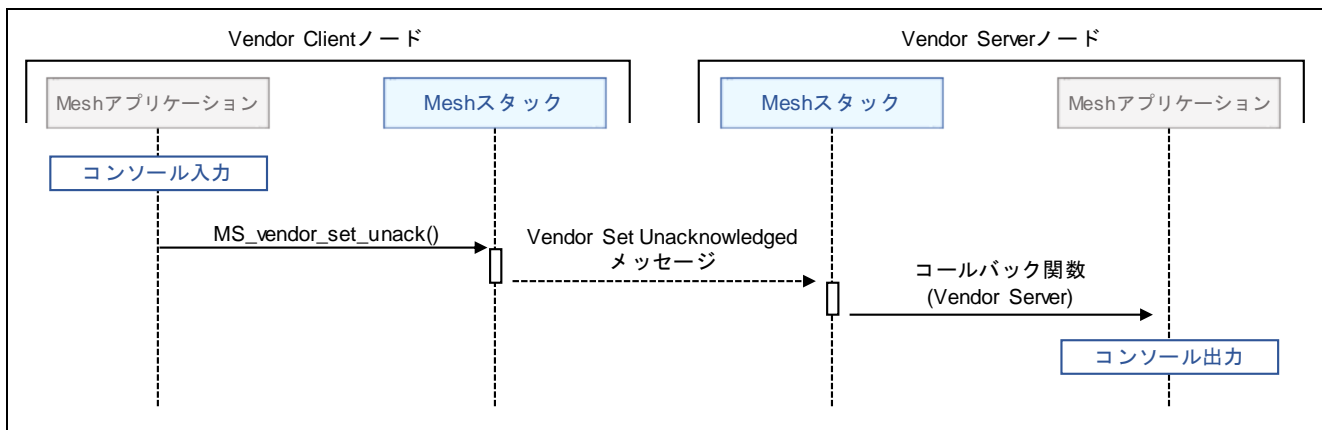 Vendor Clientノード
Vendor Serverノード
Meshアプリケーション
Meshスタック
Meshスタック
Meshアプリケーション
コンソール入力
MS_vendor_set_unack()
Vendor Set Unacknowledged
メッセージ
コールバック関数
(Vendor Server)
コンソール出力